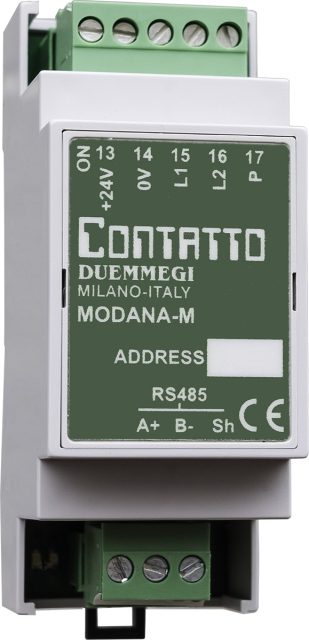 ON 13 14 15 16 17
+24V 0V L1 L2 P
CONTATTO
DUEMMEGI
MILANO-ITALY
MODANA-M
ADDRESS
RS485
A+ B- Sh CE